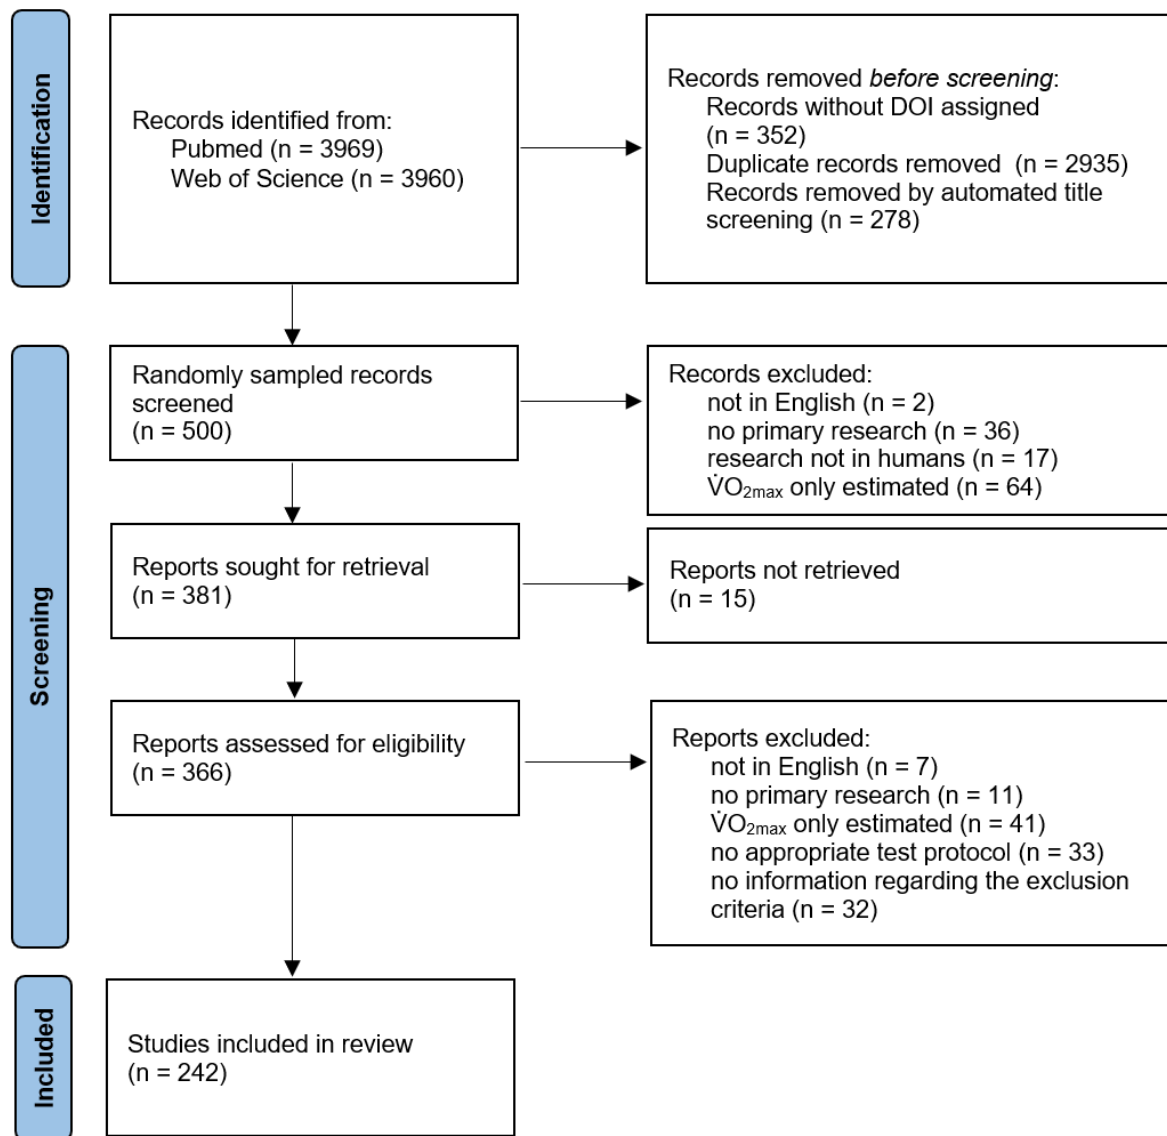 Identification
Records identified from:
Pubmed (n = 3969)
Web of Science (n = 3960)
Records removed before screening:
Records without DOI assigned
(n = 352)
Duplicate records removed  (n = 2935)
Records removed by automated title
screening (n = 278)
Screening
Randomly sampled records
screened
(n = 500)
Records excluded:
not in English (n = 2)
no primary research (n = 36)
research not in humans (n = 17)
V̇O₂ₘₐₓ only estimated (n = 64)
Reports sought for retrieval
(n = 381)
Reports not retrieved
(n = 15)
Reports assessed for eligibility
(n = 366)
Reports excluded:
not in English (n = 7)
no primary research (n = 11)
V̇O₂ₘₐₓ only estimated (n = 41)
no appropriate test protocol (n = 33)
no information regarding the exclusion
criteria (n = 32)
Included
Studies included in review
(n = 242)